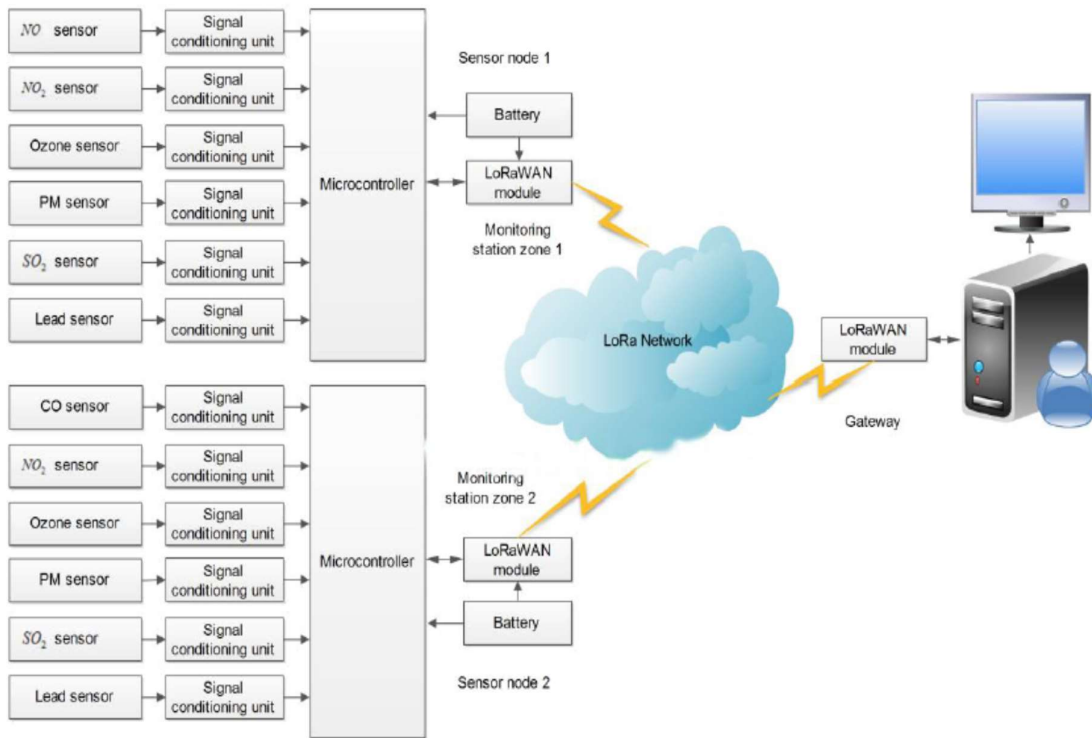 NO sensor
Signal
conditioning unit
NO₂ sensor
Signal
conditioning unit
Ozone sensor
Signal
conditioning unit
PM sensor
Signal
conditioning unit
SO₂ sensor
Signal
conditioning unit
Lead sensor
Signal
conditioning unit
Microcontroller
Sensor node 1
Battery
LoRaWAN
module
Monitoring
station zone 1
LoRa Network
LoRaWAN
module
Gateway
CO sensor
Signal
conditioning unit
NO₂ sensor
Signal
conditioning unit
Ozone sensor
Signal
conditioning unit
PM sensor
Signal
conditioning unit
SO₂ sensor
Signal
conditioning unit
Lead sensor
Signal
conditioning unit
Microcontroller
Monitoring
station zone 2
LoRaWAN
module
Battery
Sensor node 2